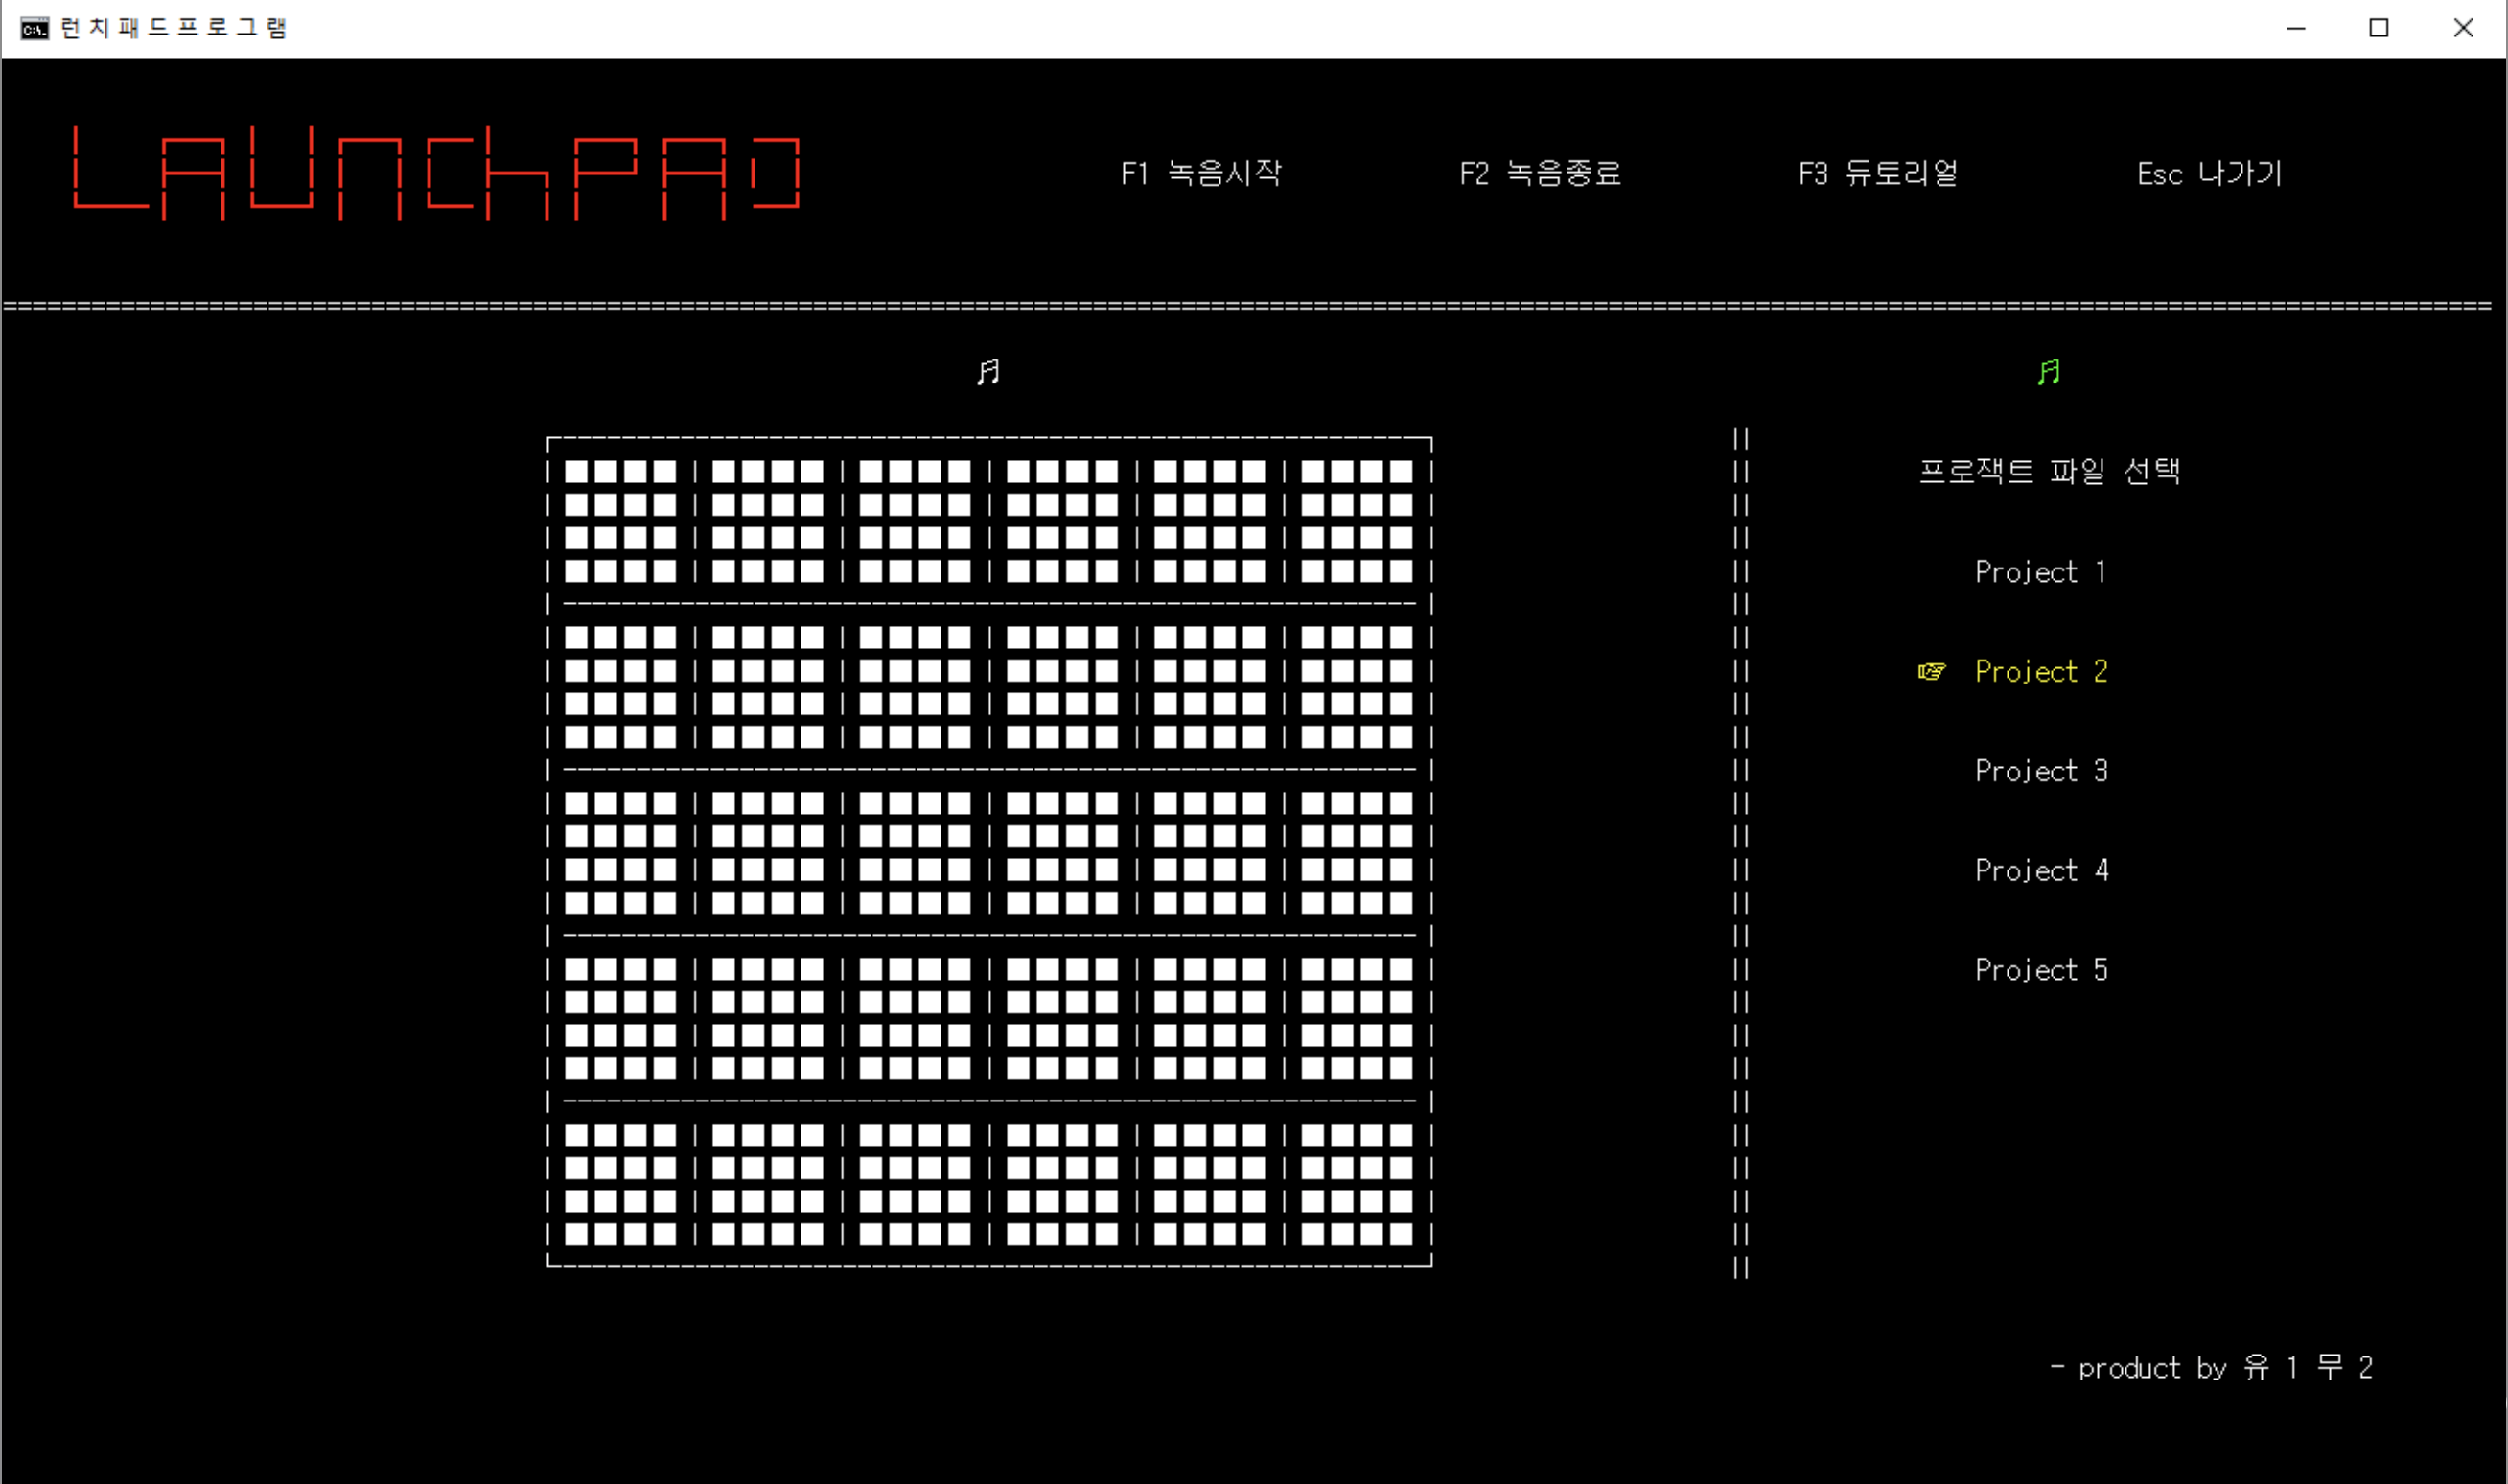 런치패드프로그램
LAUNChPAD
F1 녹음시작 F2 녹음종료 F3 듀토리얼 Esc 나가기
프로잭트 파일 선택
Project 1
☞ Project 2
Project 3
Project 4
Project 5
- product by 유 1 무 2